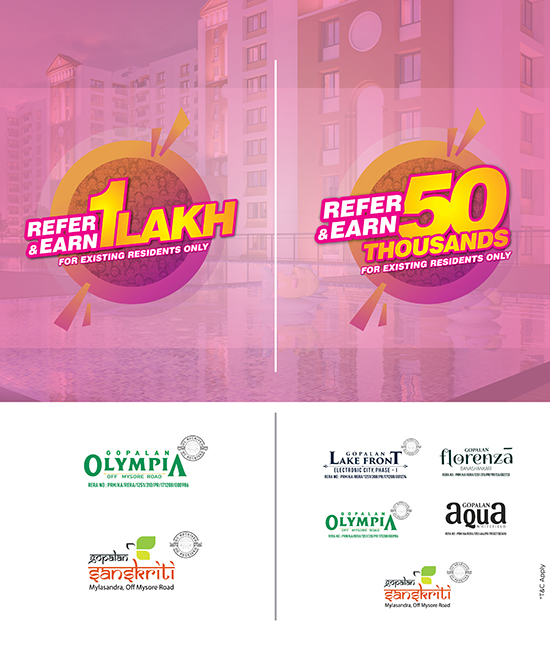 REFER
& EARN
1 LAKH
FOR EXISTING RESIDENTS ONLY
REFER
& EARN
50
THOUSANDS
FOR EXISTING RESIDENTS ONLY
GOPALAN
OLYMPIA
OFF MYSORE ROAD
gopalan
sanskriti
Mylasandra, Off Mysore Road
GOPALAN
LAKE FRONT
ELECTRONIC CITY, PHASE - I
GOPALAN
florenzā
BANASHANKARI
GOPALAN
OLYMPIA
OFF MYSORE ROAD
GOPALAN
aqua
WHITEFIELD
gopalan
sanskriti
Mylasandra, Off Mysore Road
*T&C Apply